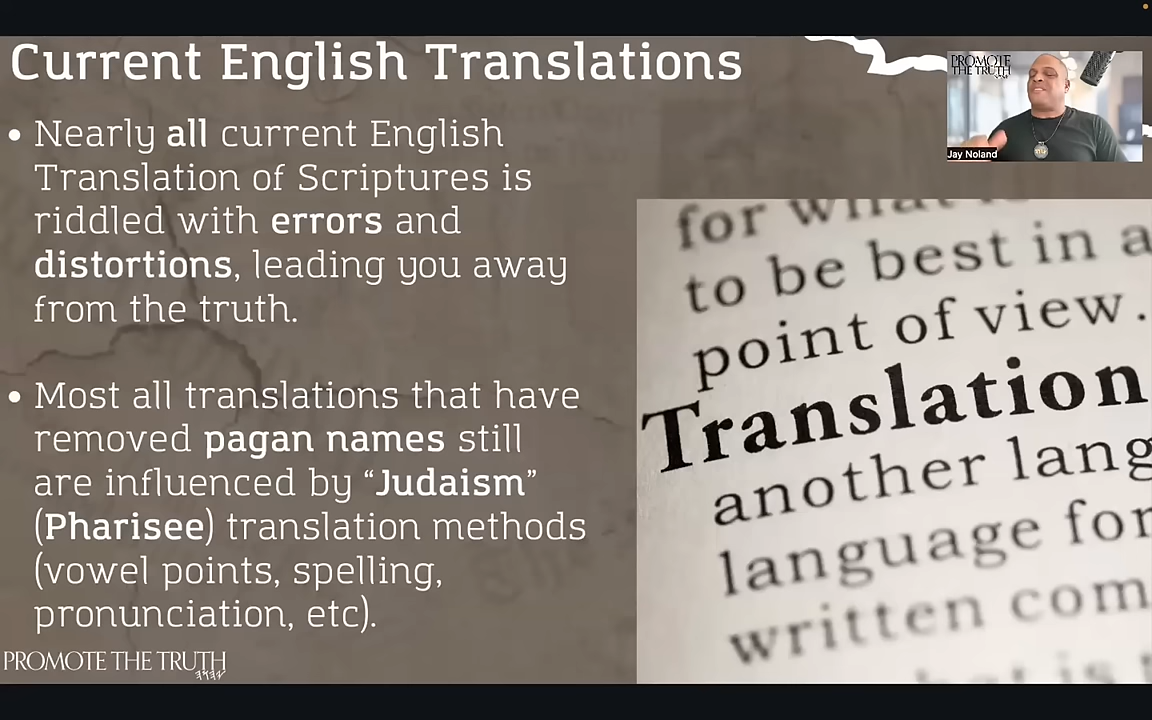 Current English Translations
PROMOTE
THE TRUTH
Jay Noland
• Nearly all current English
Translation of Scriptures is
riddled with errors and
distortions, leading you away
from the truth.
• Most all translations that have
removed pagan names still
are influenced by “Judaism”
(Pharisee) translation methods
(vowel points, spelling,
pronunciation, etc).
for what
to be best in a
point of view.
Translation
another lang
language for
written com
PROMOTE THE TRUTH